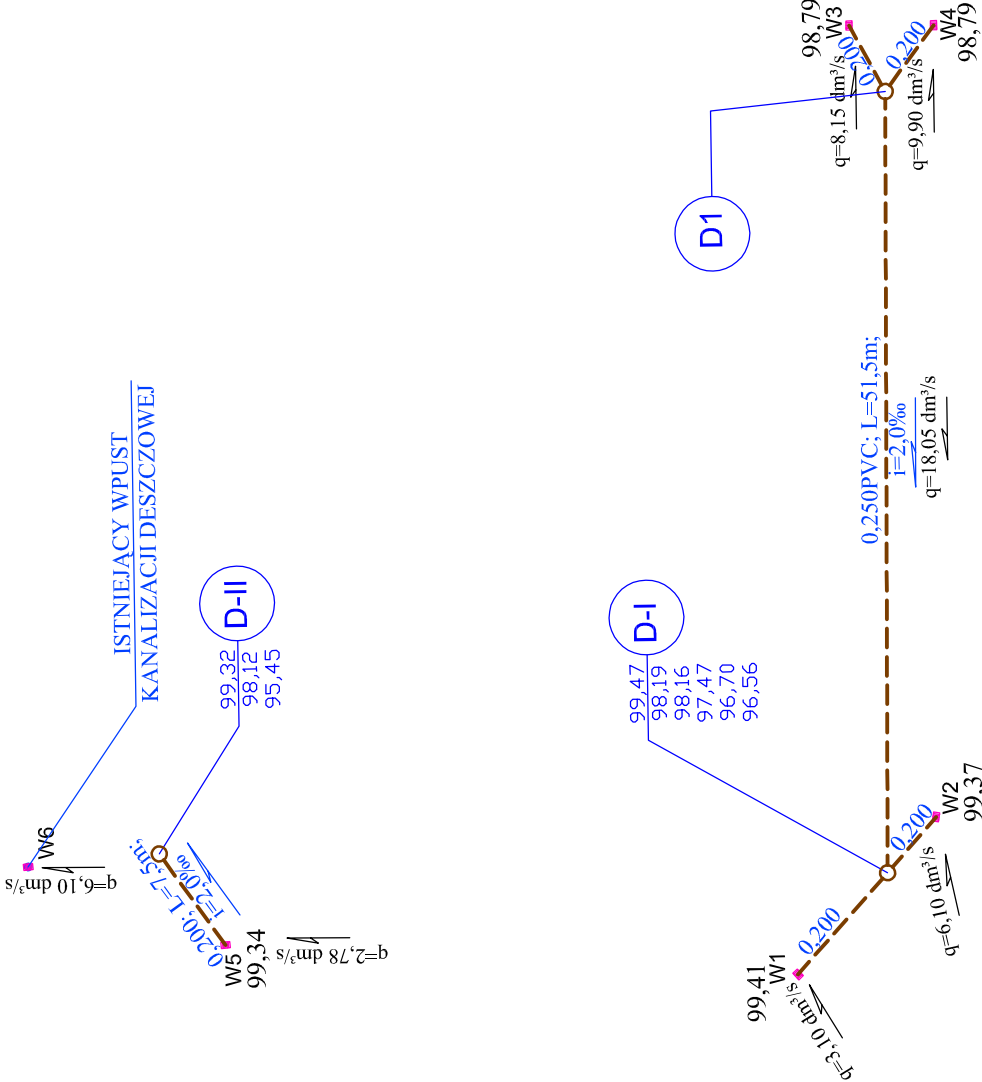 ISTNIEJĄCY WPUST
KANALIZACJI DESZCZOWEJ
W6
q=6,10 dm³/s
D-II
99,32
98,12
95,45
0,200; L=7,5m;
i=2,0‰
W5
99,34
q=2,78 dm³/s
D-I
99,47
98,19
98,16
97,47
96,70
96,56
99,41
W1
q=3,10 dm³/s
0,200
0,200
W2
99,37
q=6,10 dm³/s
0,250PVC; L=51,5m;
i=2,0‰
q=18,05 dm³/s
D1
98,79
W3
0,200
q=8,15 dm³/s
0,200
q=9,90 dm³/s
W4
98,79